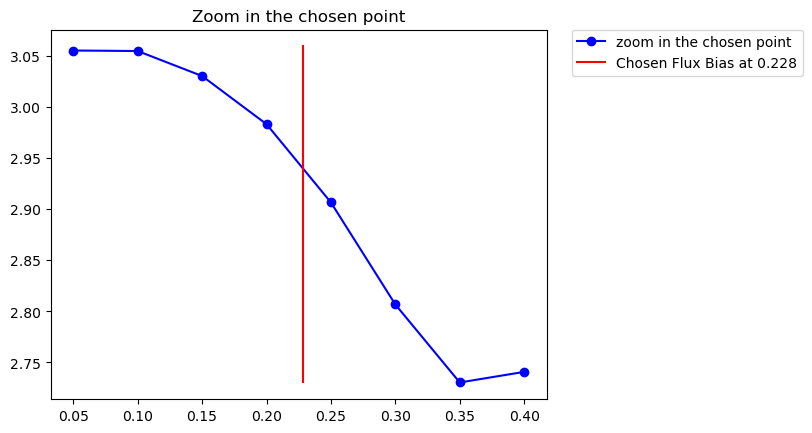 Zoom in the chosen point
zoom in the chosen point
Chosen Flux Bias at 0.228
3.05
3.00
2.95
2.90
2.85
2.80
2.75
0.05 0.10 0.15 0.20 0.25 0.30 0.35 0.40